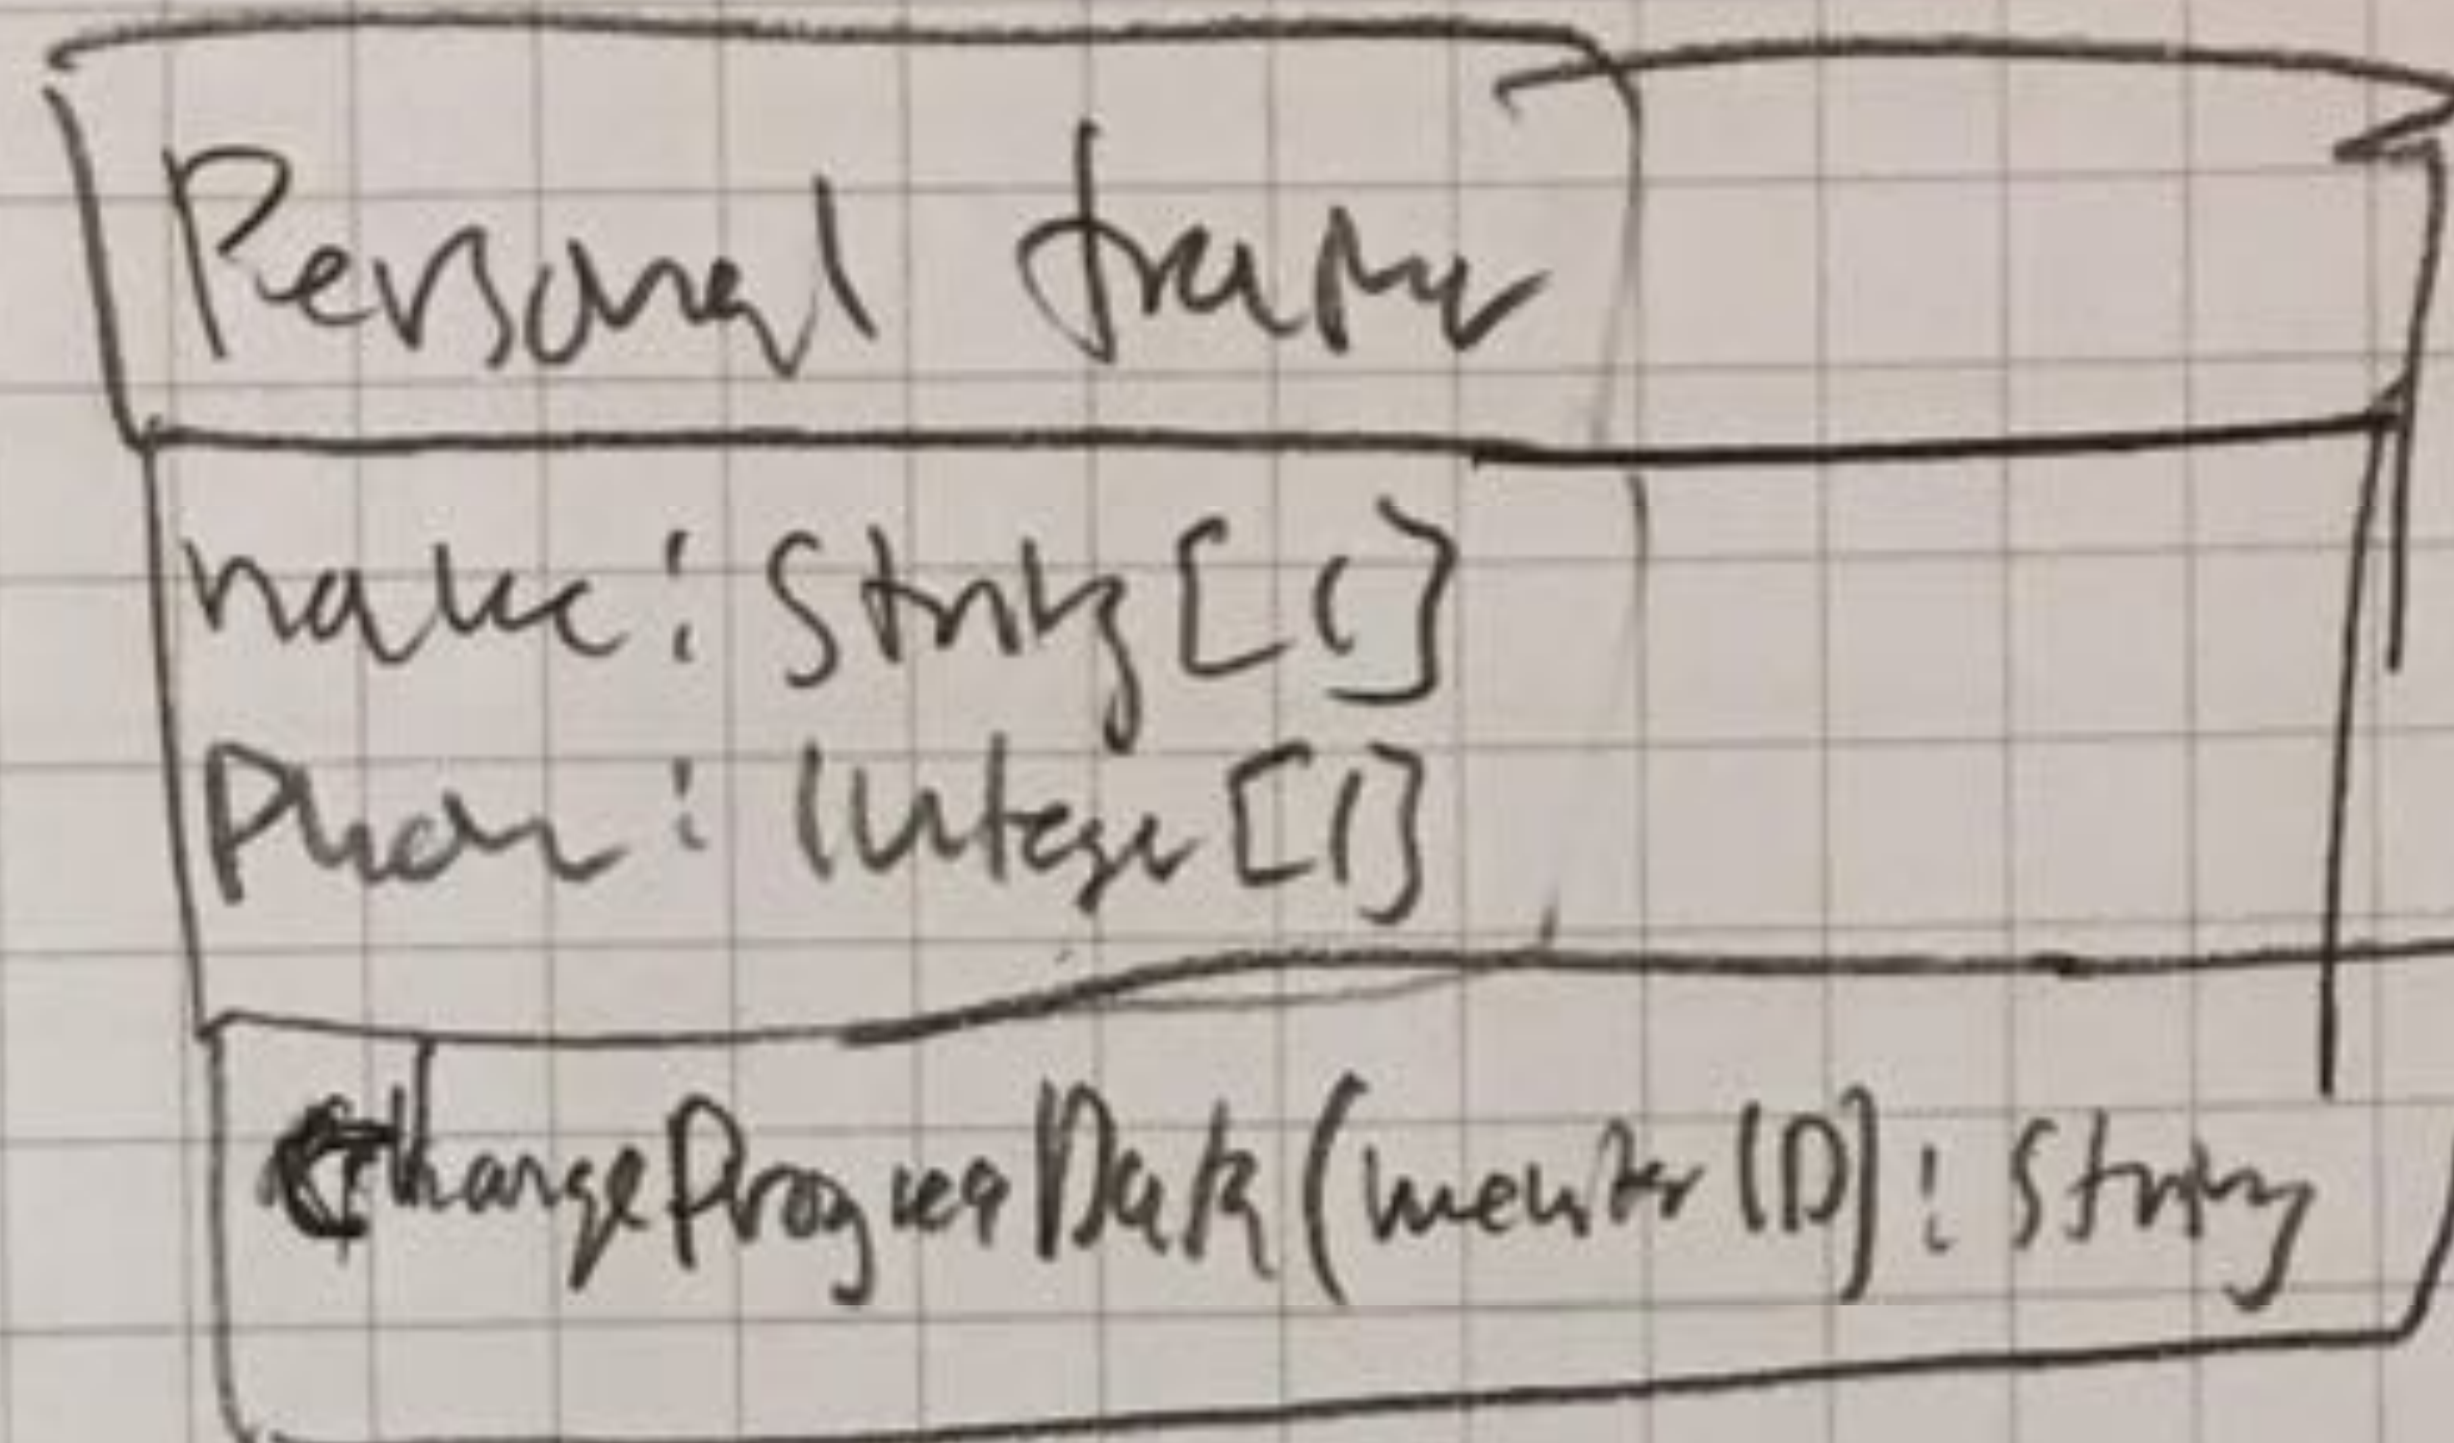 Personal trainer
name: String [1]
Phone: Integer [1]
changeProgressData (memberID): String